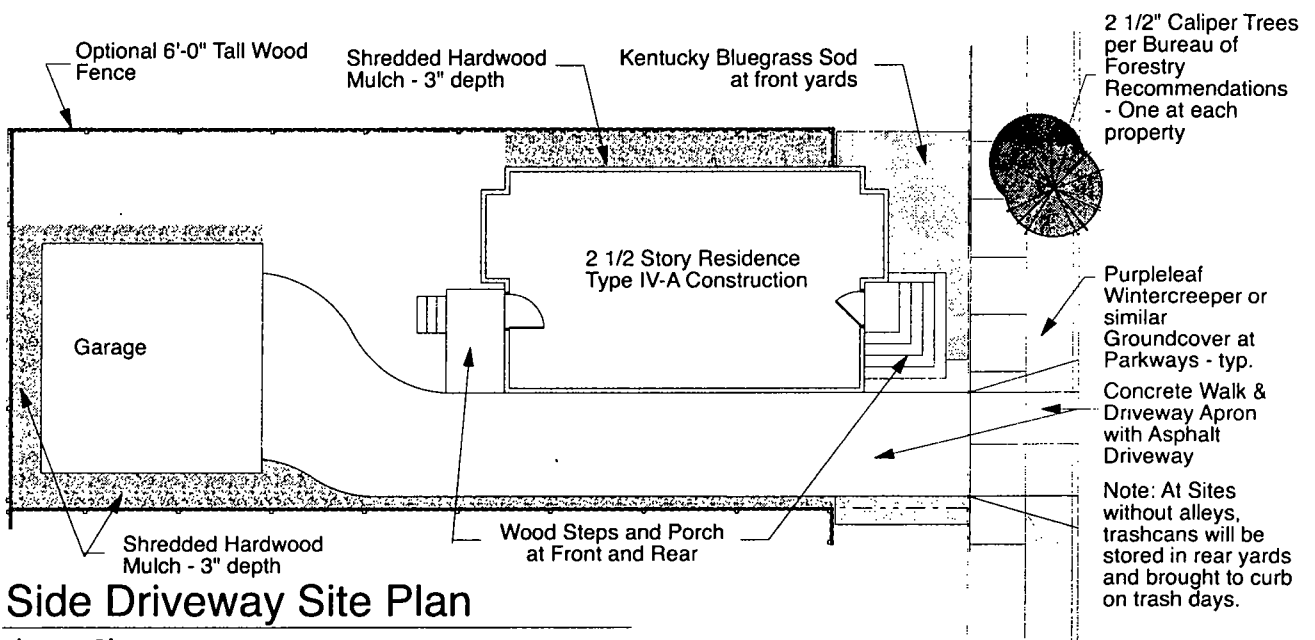 Optional 6'-0" Tall Wood
Fence
Shredded Hardwood
Mulch - 3" depth
Kentucky Bluegrass Sod
at front yards
2 1/2" Caliper Trees
per Bureau of
Forestry
Recommendations
- One at each
property
2 1/2 Story Residence
Type IV-A Construction
Garage
Purpleleaf
Wintercreeper or
similar
Groundcover at
Parkways - typ.
Concrete Walk &
Driveway Apron
with Asphalt
Driveway
Note: At Sites
without alleys,
trashcans will be
stored in rear yards
and brought to curb
on trash days.
Wood Steps and Porch
at Front and Rear
Shredded Hardwood
Mulch - 3" depth
Side Driveway Site Plan